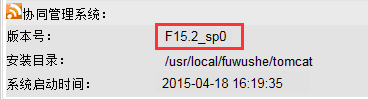 协同管理系统：
版本号： F15.2_sp0
安装目录： /usr/local/fuwushe/tomcat
系统启动时间： 2015-04-18 16:19:35